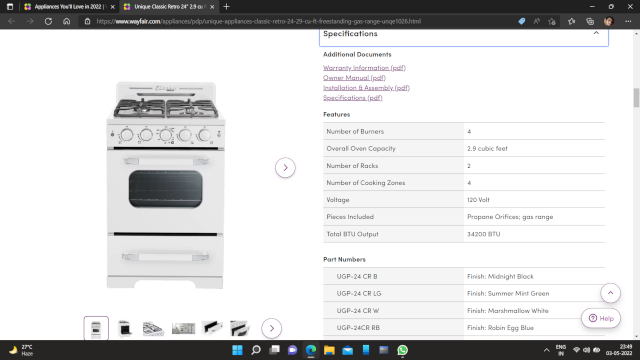 Appliances You'll Love in 2022 | W
Unique Classic Retro 24" 2.9 cu f
https://www.wayfair.com/appliances/pdp/unique-appliances-classic-retro-24-29-cu-ft-freestanding-gas-range-unqe1026.html
Specifications
Additional Documents
Warranty Information (pdf)
Owner Manual (pdf)
Installation & Assembly (pdf)
Specifications (pdf)
Features
Number of Burners 4
Overall Oven Capacity 2.9 cubic feet
Number of Racks 2
Number of Cooking Zones 4
Voltage 120 Volt
Pieces Included Propane Orifices; gas range
Total BTU Output 34200 BTU
Part Numbers
UGP-24 CR B Finish: Midnight Black
UGP-24 CR LG Finish: Summer Mint Green
UGP-24 CR W Finish: Marshmallow White
UGP-24CR RB Finish: Robin Egg Blue
Help
27°C
Haze
ENG
IN
23:49
03-05-2022